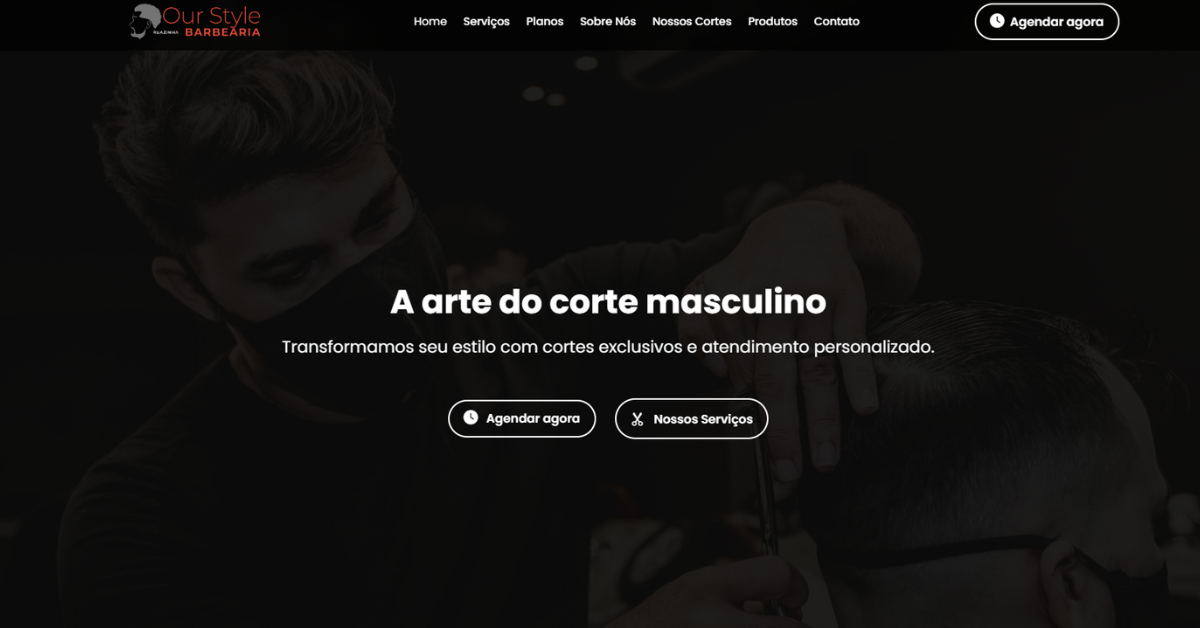 Our Style
RUAZINHA
BARBEARIA
Home Serviços Planos Sobre Nós Nossos Cortes Produtos Contato
Agendar agora
A arte do corte masculino
Transformamos seu estilo com cortes exclusivos e atendimento personalizado.
Agendar agora
Nossos Serviços